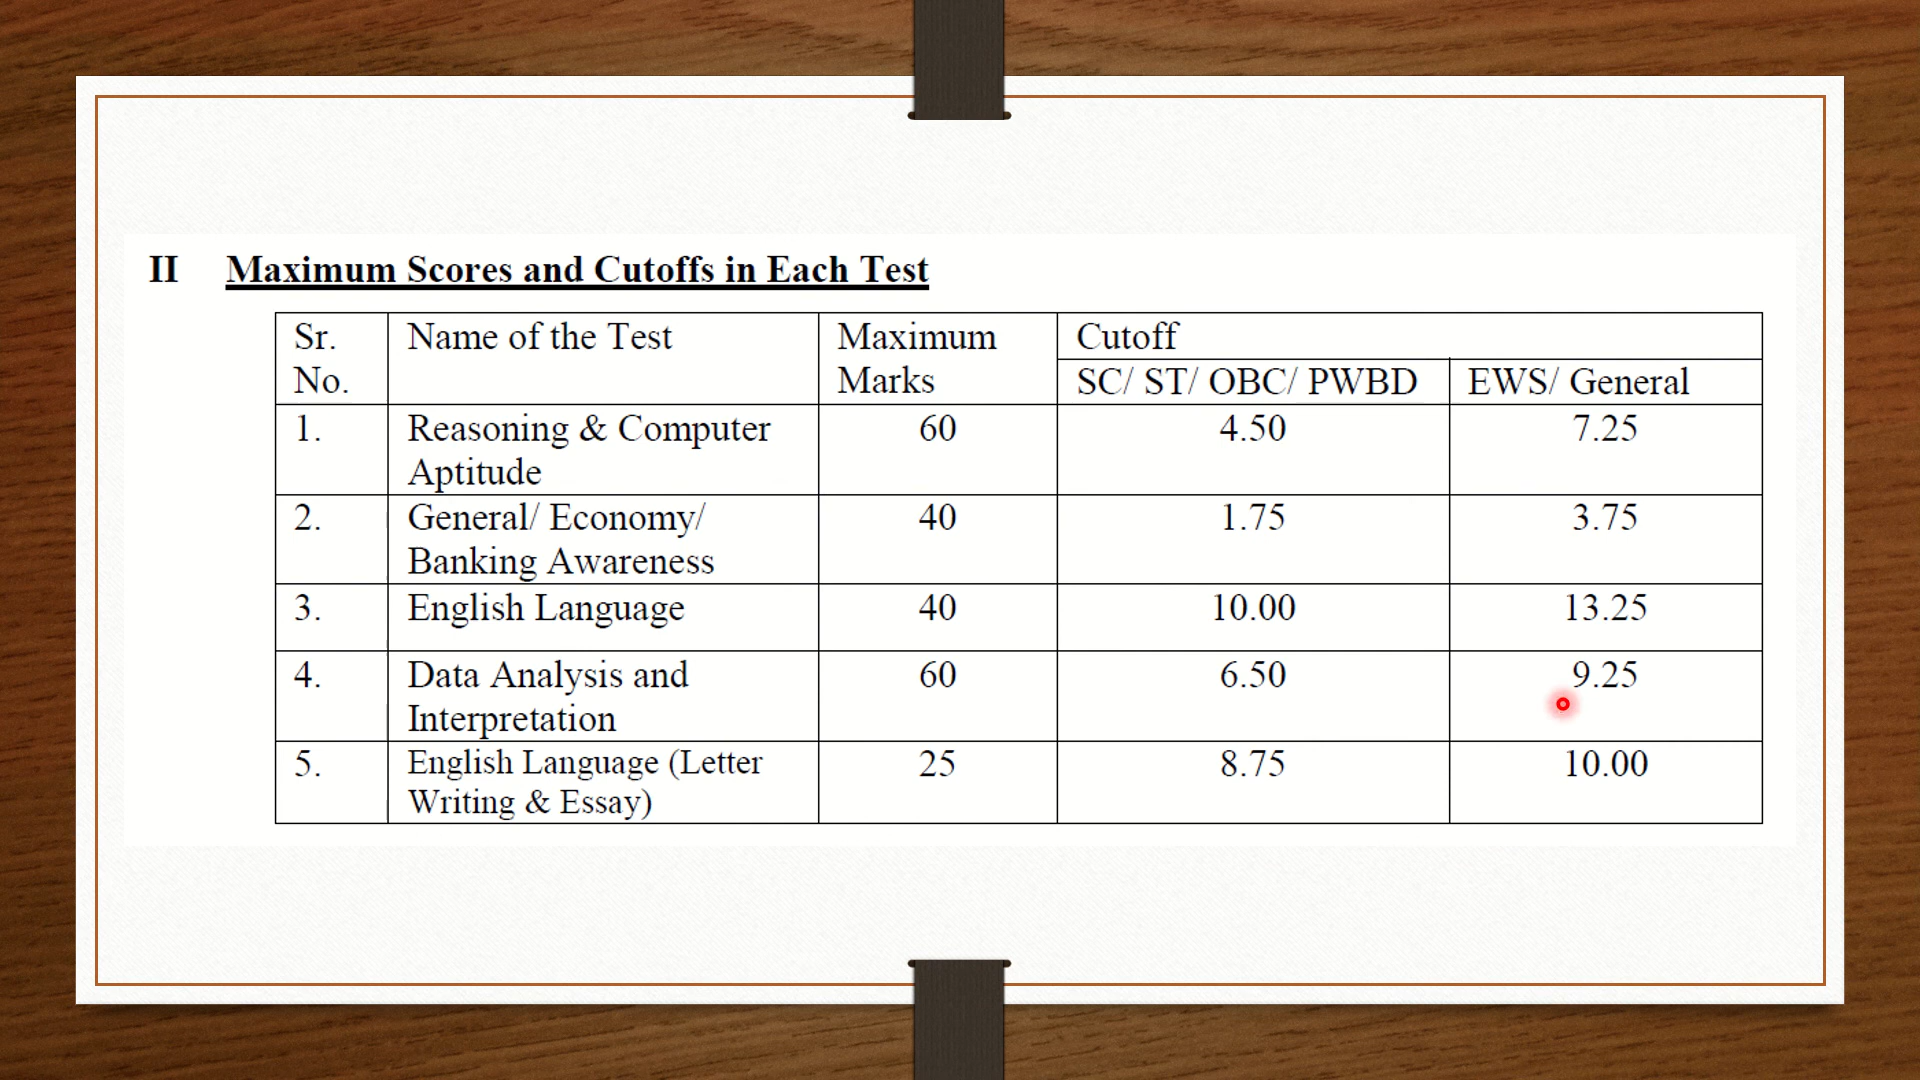 II Maximum Scores and Cutoffs in Each Test
Sr. No. Name of the Test Maximum Marks Cutoff
SC/ ST/ OBC/ PWBD EWS/ General
1. Reasoning & Computer Aptitude 60 4.50 7.25
2. General/ Economy/ Banking Awareness 40 1.75 3.75
3. English Language 40 10.00 13.25
4. Data Analysis and Interpretation 60 6.50 9.25
5. English Language (Letter Writing & Essay) 25 8.75 10.00